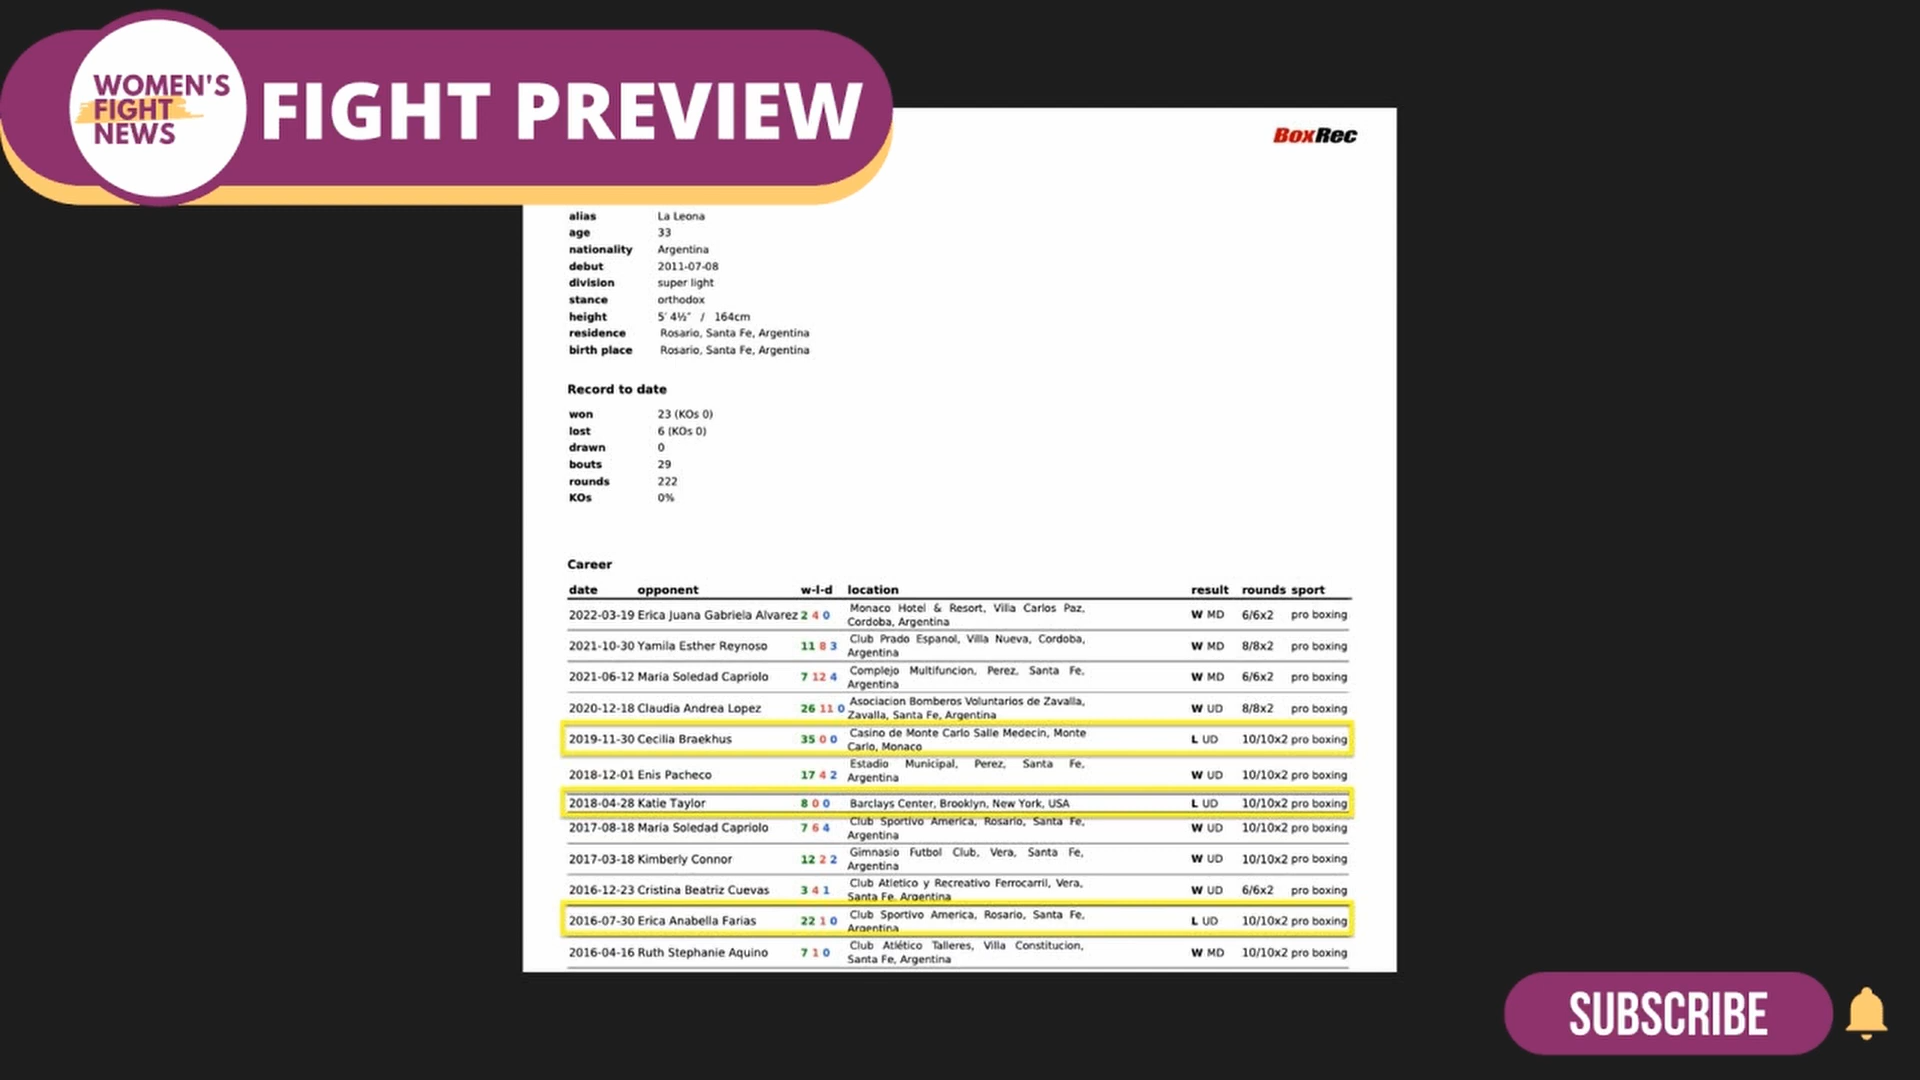 WOMEN'S
FIGHT
NEWS
FIGHT PREVIEW
BoxRec
alias La Leona
age 33
nationality Argentina
debut 2011-07-08
division super light
stance orthodox
height 5′ 4½″ / 164cm
residence Rosario, Santa Fe, Argentina
birth place Rosario, Santa Fe, Argentina
Record to date
won 23 (KOs 0)
lost 6 (KOs 0)
drawn 0
bouts 29
rounds 222
KOs 0%
Career
date opponent w-l-d location result rounds sport
2022-03-19 Erica Juana Gabriela Alvarez 2 4 0 Monaco Hotel & Resort, Villa Carlos Paz, W MD 6/6x2 pro boxing
Cordoba, Argentina
2021-10-30 Yamila Esther Reynoso 11 8 3 Club Prado Espanol, Villa Nueva, Cordoba, W MD 8/8x2 pro boxing
Argentina
2021-06-12 Maria Soledad Capriolo 7 12 4 Complejo Multifuncion, Perez, Santa Fe, W MD 6/6x2 pro boxing
Argentina
2020-12-18 Claudia Andrea Lopez 26 11 0 Asociacion Bomberos Voluntarios de Zavalla, W UD 8/8x2 pro boxing
Zavalla, Santa Fe, Argentina
2019-11-30 Cecilia Braekhus 35 0 0 Casino de Monte Carlo Salle Medecin, Monte L UD 10/10x2 pro boxing
Carlo, Monaco
2018-12-01 Enis Pacheco 17 4 2 Estadio Municipal, Perez, Santa Fe, W UD 10/10x2 pro boxing
Argentina
2018-04-28 Katie Taylor 8 0 0 Barclays Center, Brooklyn, New York, USA L UD 10/10x2 pro boxing
2017-08-18 Maria Soledad Capriolo 7 6 4 Club Sportivo America, Rosario, Santa Fe, W UD 10/10x2 pro boxing
Argentina
2017-03-18 Kimberly Connor 12 2 2 Gimnasio Futbol Club, Vera, Santa Fe, W UD 10/10x2 pro boxing
Argentina
2016-12-23 Cristina Beatriz Cuevas 3 4 1 Club Atletico y Recreativo Ferrocarril, Vera, W UD 6/6x2 pro boxing
Santa Fe, Argentina
2016-07-30 Erica Anabella Farias 22 1 0 Club Sportivo America, Rosario, Santa Fe, L UD 10/10x2 pro boxing
Argentina
2016-04-16 Ruth Stephanie Aquino 7 1 0 Club Atlético Talleres, Villa Constitucion, W MD 10/10x2 pro boxing
Santa Fe, Argentina
SUBSCRIBE